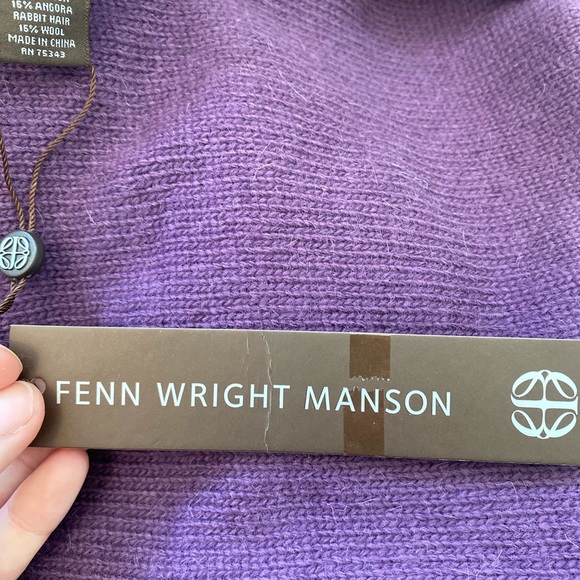 15% ANGORA
RABBIT HAIR
15% WOOL
MADE IN CHINA
RN 75343
FENN WRIGHT MANSON